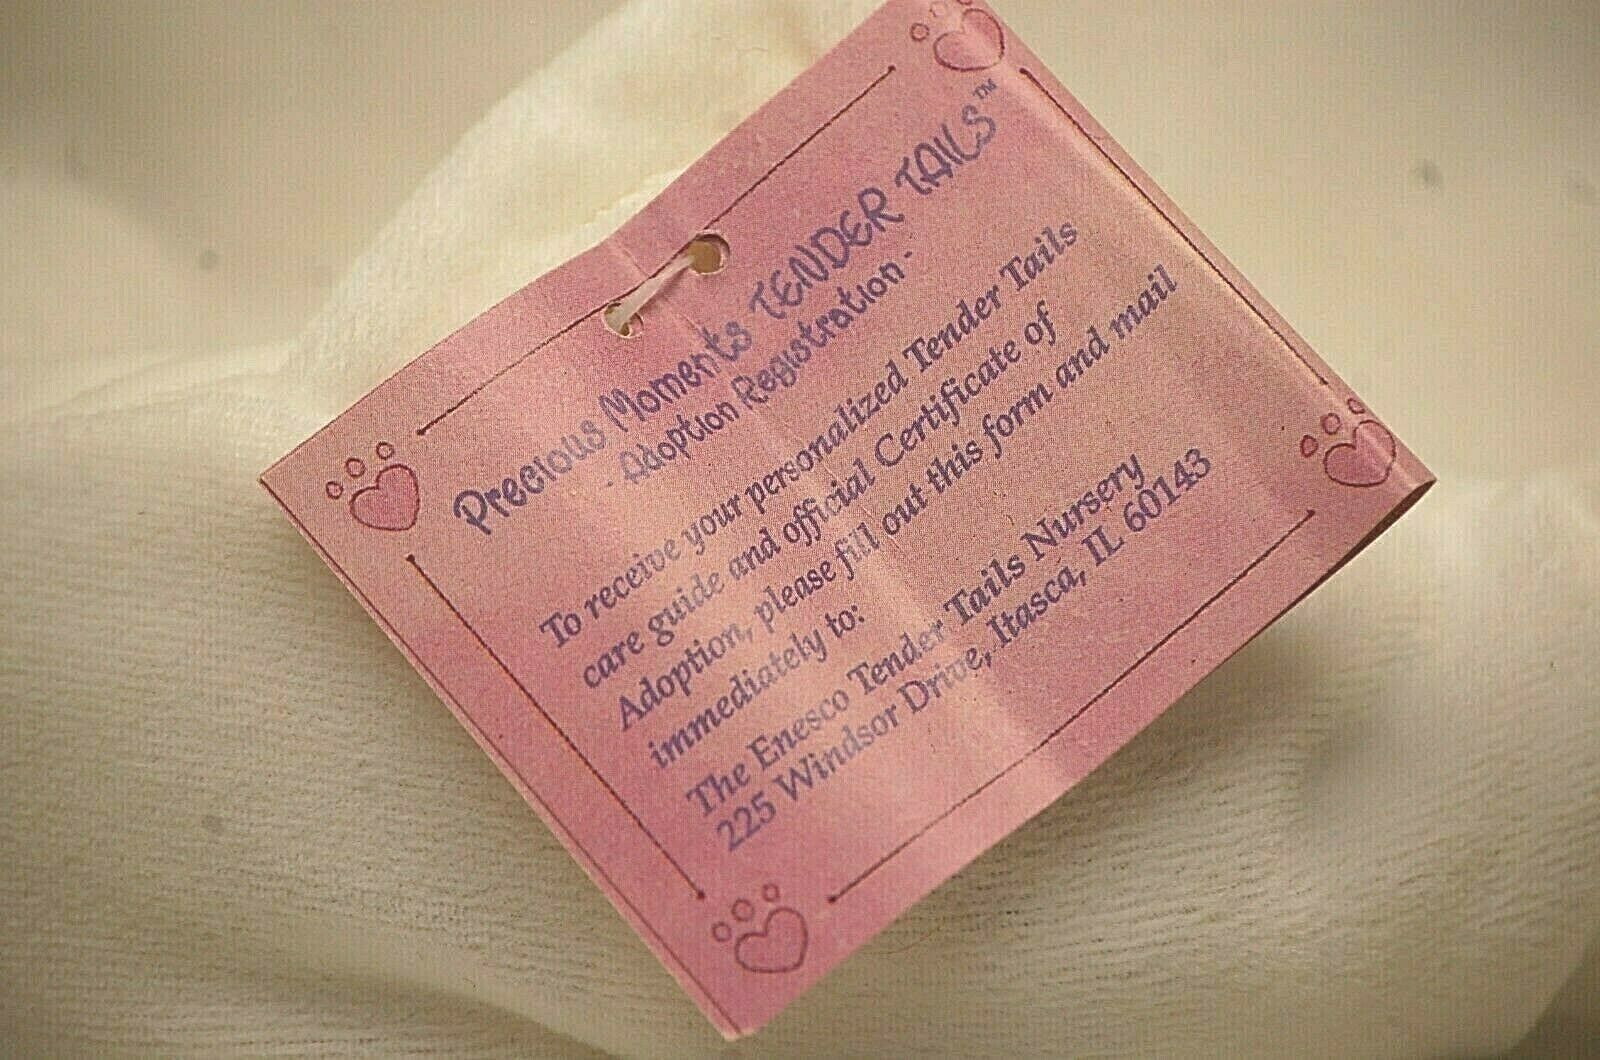 Precious Moments TENDER TAILS™
- Adoption Registration -
To receive your personalized Tender Tails
care guide and official Certificate of
Adoption, please fill out this form and mail
immediately to:
The Enesco Tender Tails Nursery
225 Windsor Drive, Itasca, IL 60143